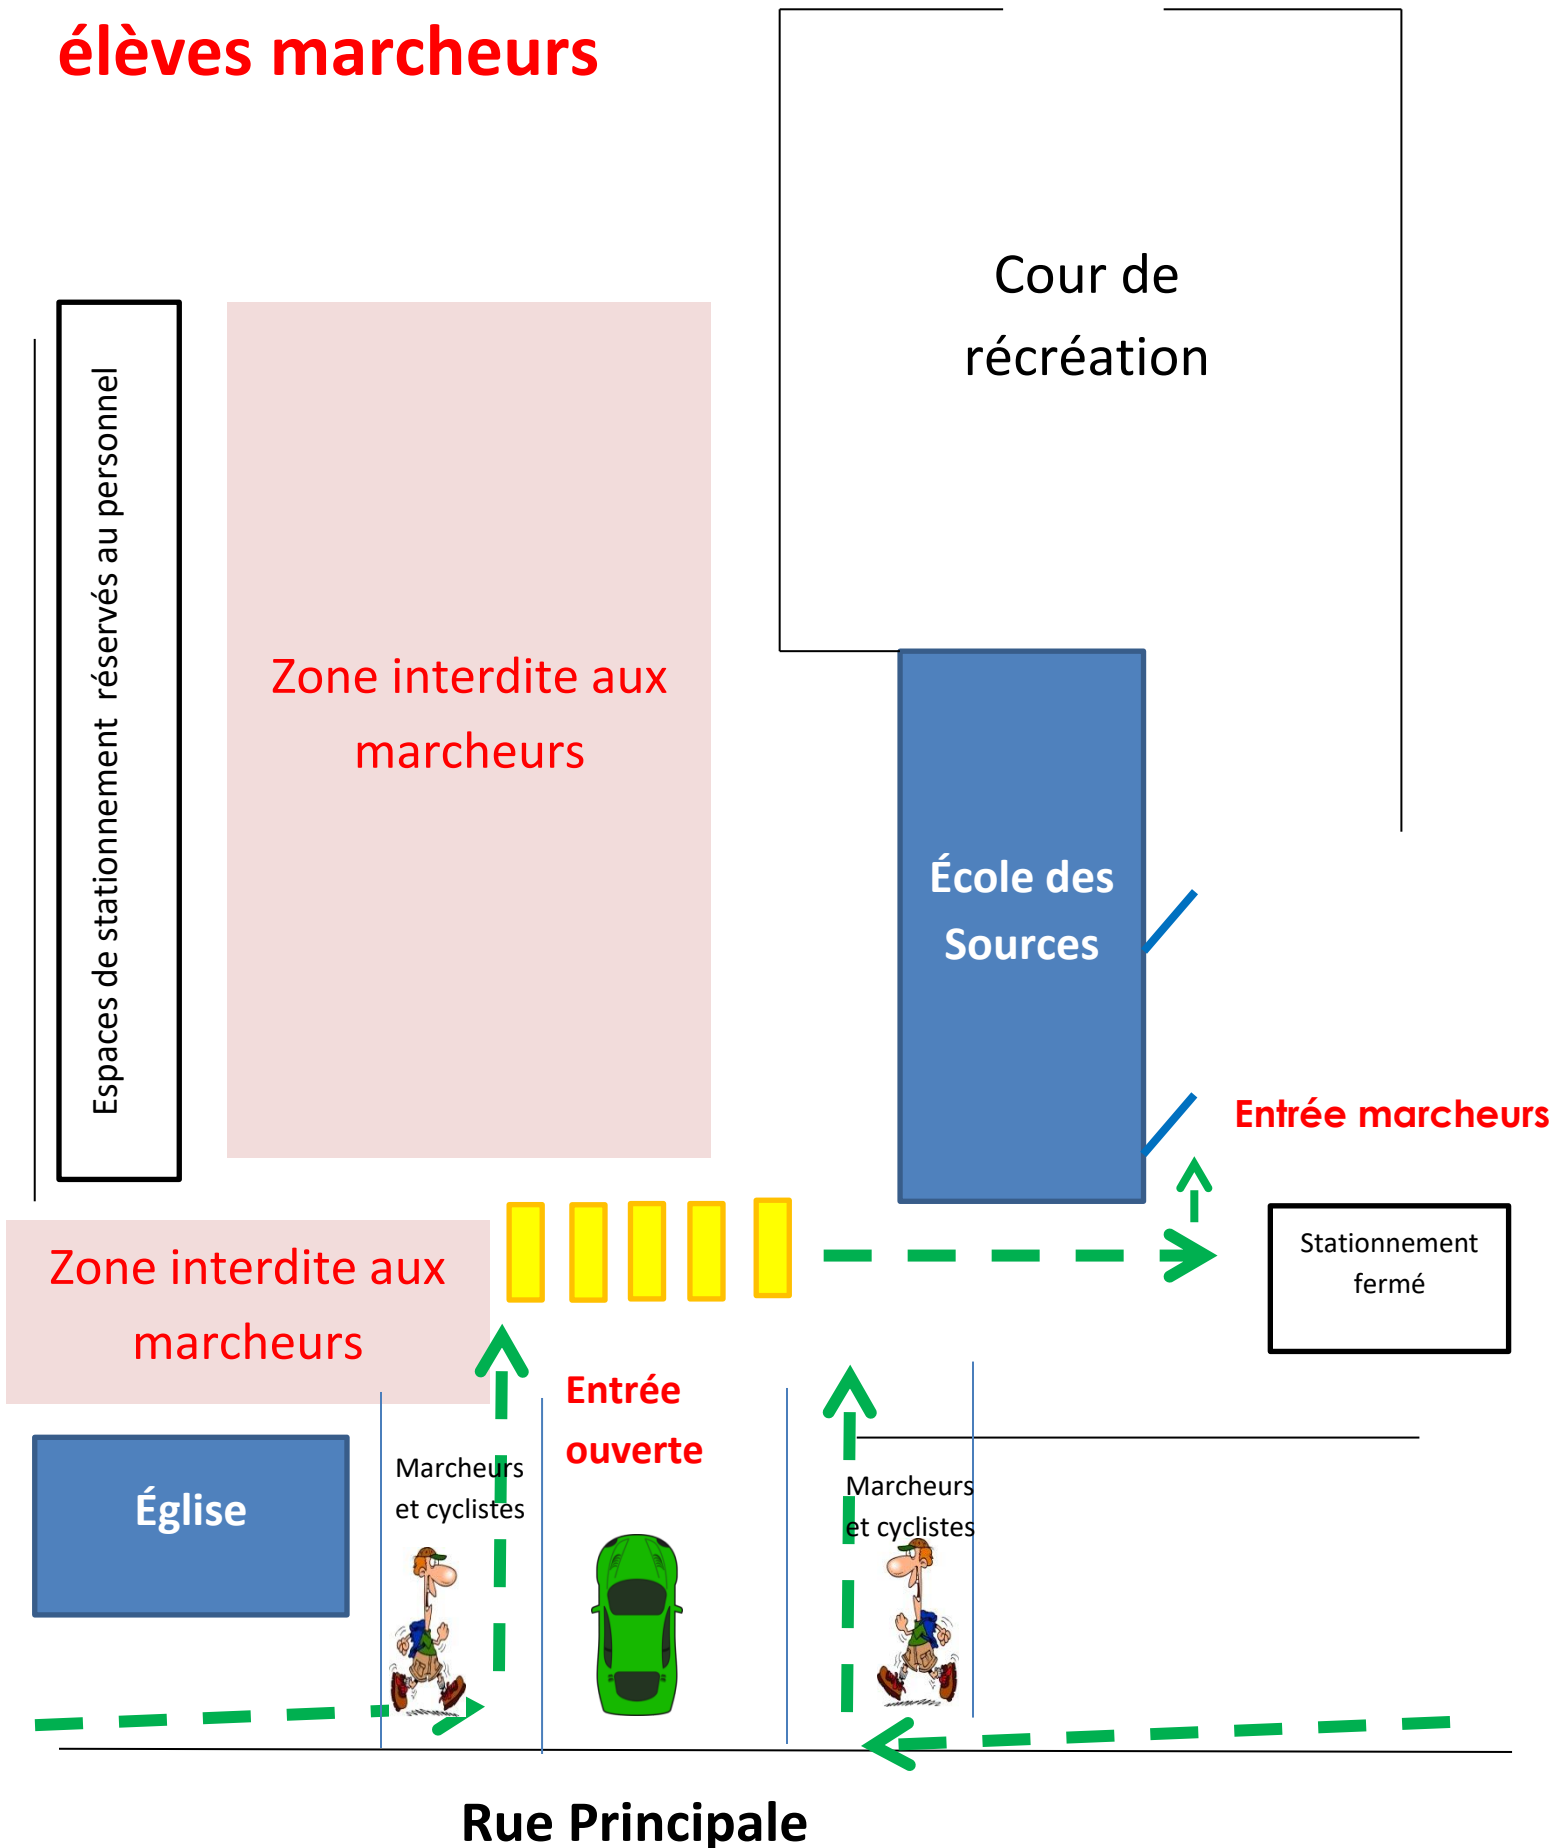 élèves marcheurs
Cour de
récréation
Espaces de stationnement  réservés au personnel
Zone interdite aux
marcheurs
École des
Sources
Entrée marcheurs
Zone interdite aux
marcheurs
Stationnement
fermé
Entrée
ouverte
Marcheurs
et cyclistes
Église
Marcheurs
et cyclistes
Rue Principale